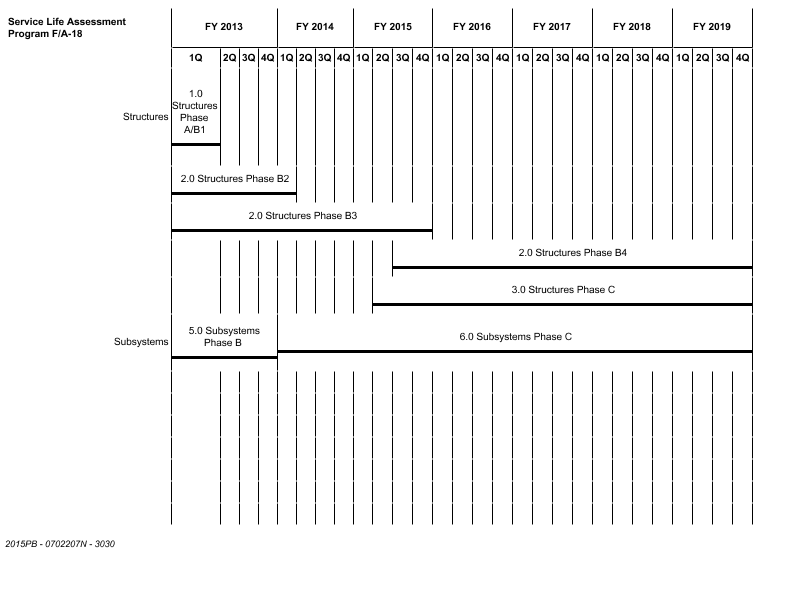 Service Life Assessment
Program F/A-18
FY 2013 FY 2014 FY 2015 FY 2016 FY 2017 FY 2018 FY 2019
1Q 2Q 3Q 4Q 1Q 2Q 3Q 4Q 1Q 2Q 3Q 4Q 1Q 2Q 3Q 4Q 1Q 2Q 3Q 4Q 1Q 2Q 3Q 4Q 1Q 2Q 3Q 4Q
Structures
1.0
Structures
Phase
A/B1
2.0 Structures Phase B2
2.0 Structures Phase B3
2.0 Structures Phase B4
3.0 Structures Phase C
Subsystems
5.0 Subsystems
Phase B
6.0 Subsystems Phase C
2015PB - 0702207N - 3030